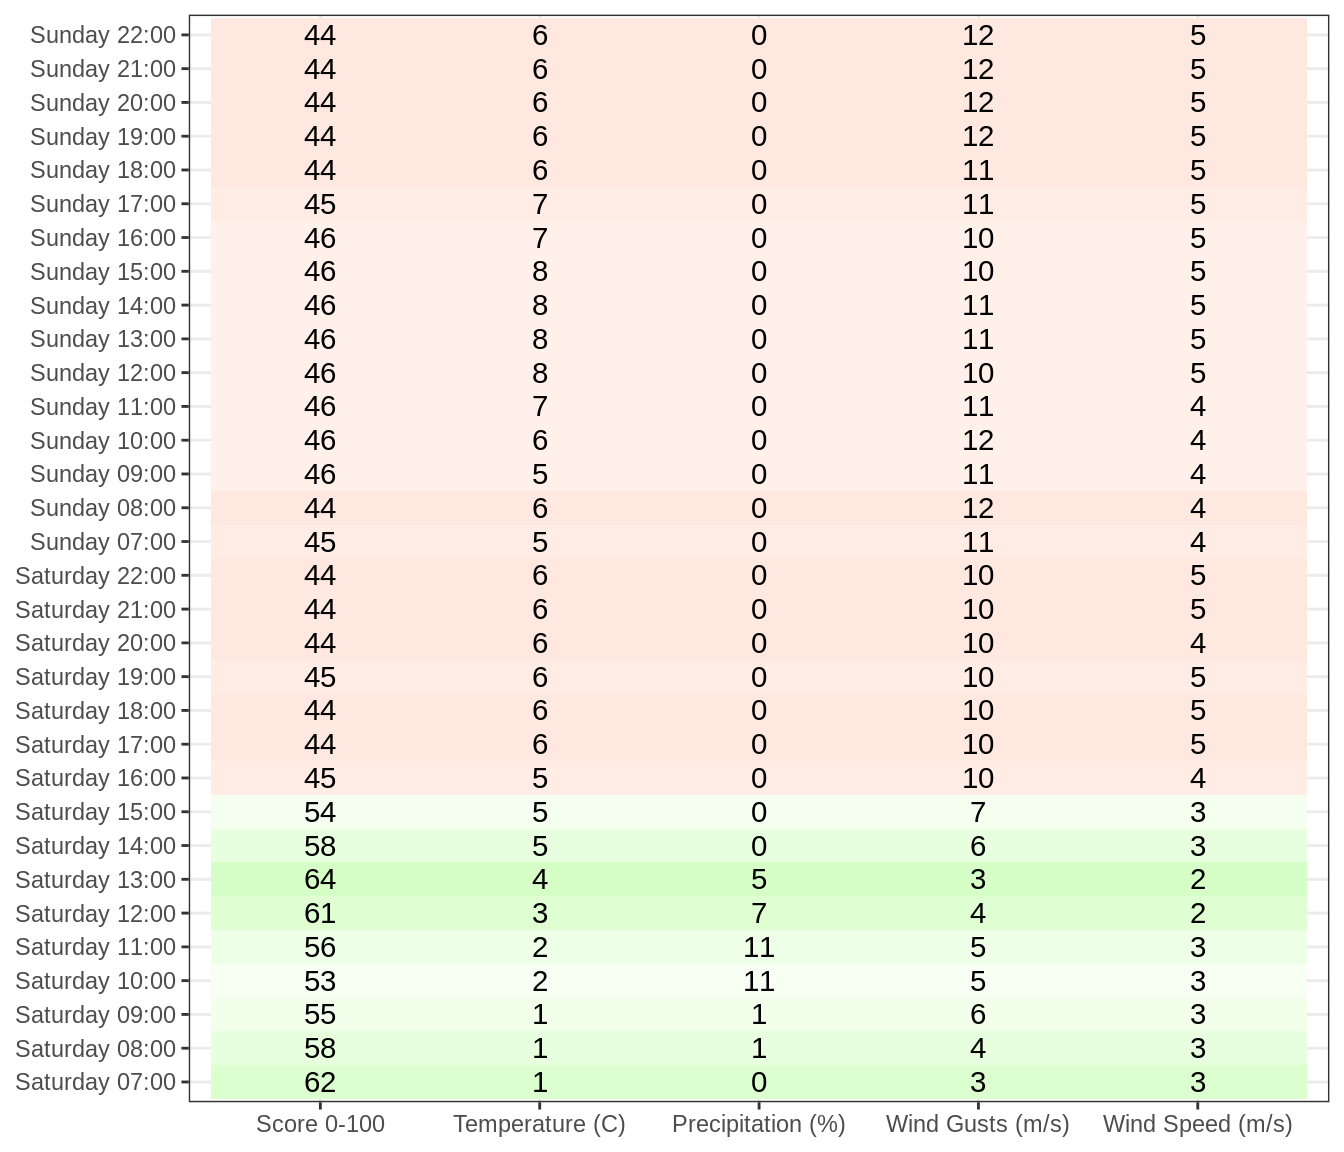 Sunday 22:00 44 6 0 12 5
Sunday 21:00 44 6 0 12 5
Sunday 20:00 44 6 0 12 5
Sunday 19:00 44 6 0 12 5
Sunday 18:00 44 6 0 11 5
Sunday 17:00 45 7 0 11 5
Sunday 16:00 46 7 0 10 5
Sunday 15:00 46 8 0 10 5
Sunday 14:00 46 8 0 11 5
Sunday 13:00 46 8 0 11 5
Sunday 12:00 46 8 0 10 5
Sunday 11:00 46 7 0 11 4
Sunday 10:00 46 6 0 12 4
Sunday 09:00 46 5 0 11 4
Sunday 08:00 44 6 0 12 4
Sunday 07:00 45 5 0 11 4
Saturday 22:00 44 6 0 10 5
Saturday 21:00 44 6 0 10 5
Saturday 20:00 44 6 0 10 4
Saturday 19:00 45 6 0 10 5
Saturday 18:00 44 6 0 10 5
Saturday 17:00 44 6 0 10 5
Saturday 16:00 45 5 0 10 4
Saturday 15:00 54 5 0 7 3
Saturday 14:00 58 5 0 6 3
Saturday 13:00 64 4 5 3 2
Saturday 12:00 61 3 7 4 2
Saturday 11:00 56 2 11 5 3
Saturday 10:00 53 2 11 5 3
Saturday 09:00 55 1 1 6 3
Saturday 08:00 58 1 1 4 3
Saturday 07:00 62 1 0 3 3
Score 0-100 Temperature (C) Precipitation (%) Wind Gusts (m/s) Wind Speed (m/s)